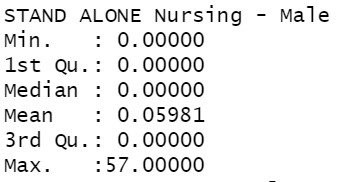 STAND ALONE Nursing - Male
Min.   : 0.00000
1st Qu.: 0.00000
Median : 0.00000
Mean   : 0.05981
3rd Qu.: 0.00000
Max.   :57.00000